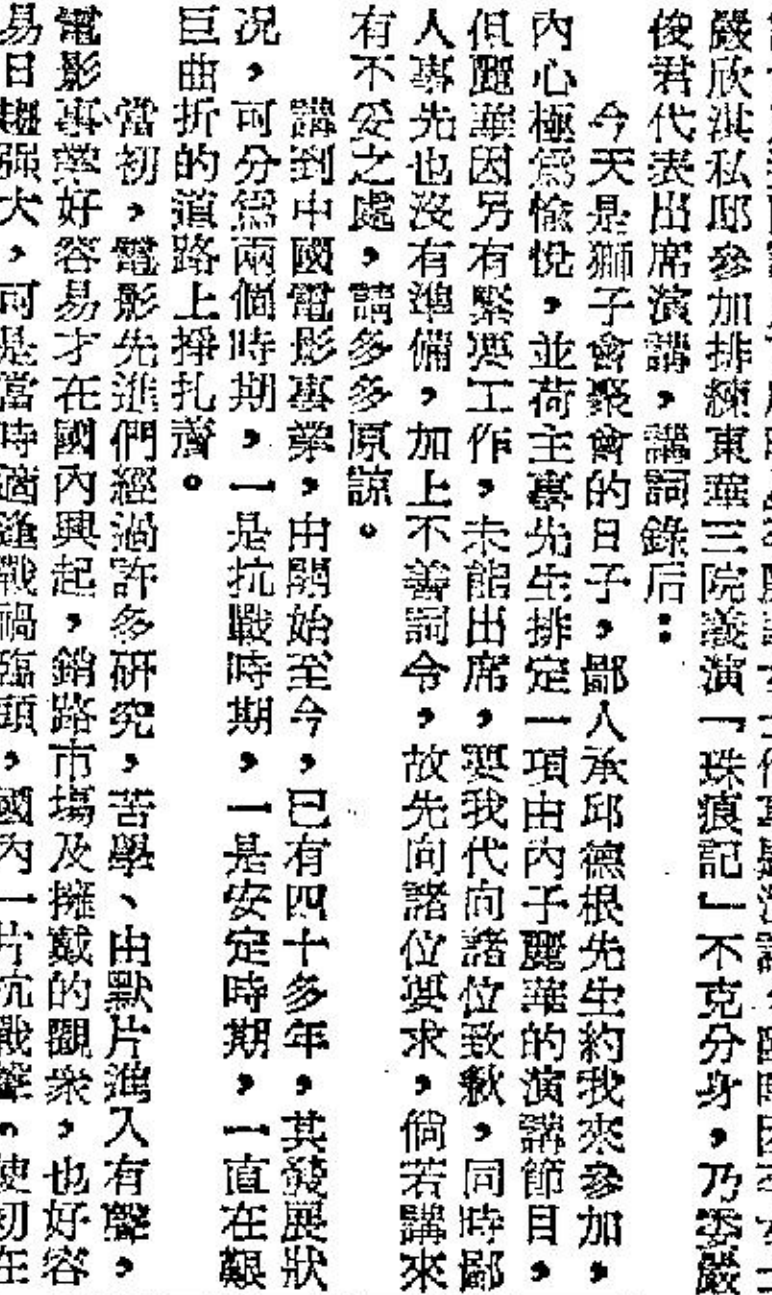 嚴欣淇私邸參加排練東華三院義演「珠痕記」不克分身，乃委嚴
俊君代表出席演講，講詞錄后：
今天是獅子會聚會的日子，鄙人承邱德根先生約我來參加，
內心極為愉悅，並荷主事先生排定一項由內子麗華的演講節目，
但麗華因另有緊要工作，未能出席，要我代向諸位致歉，同時鄙
人事先也沒有準備，加上不善詞令，故先向諸位要求，倘若講來
有不妥之處，請多多原諒。
講到中國電影事業，由開始至今，已有四十多年，其發展狀
況，可分為兩個時期，一是抗戰時期，一是安定時期，一直在艱
巨曲折的道路上掙扎着。
當初，電影先進們經過許多研究，苦學、由默片進入有聲，
電影事業好容易才在國內興起，銷路市場及擁戴的觀衆，也好容
易日趨强大，可是當時適逢戰禍臨頭，國內一片抗戰聲。使初在